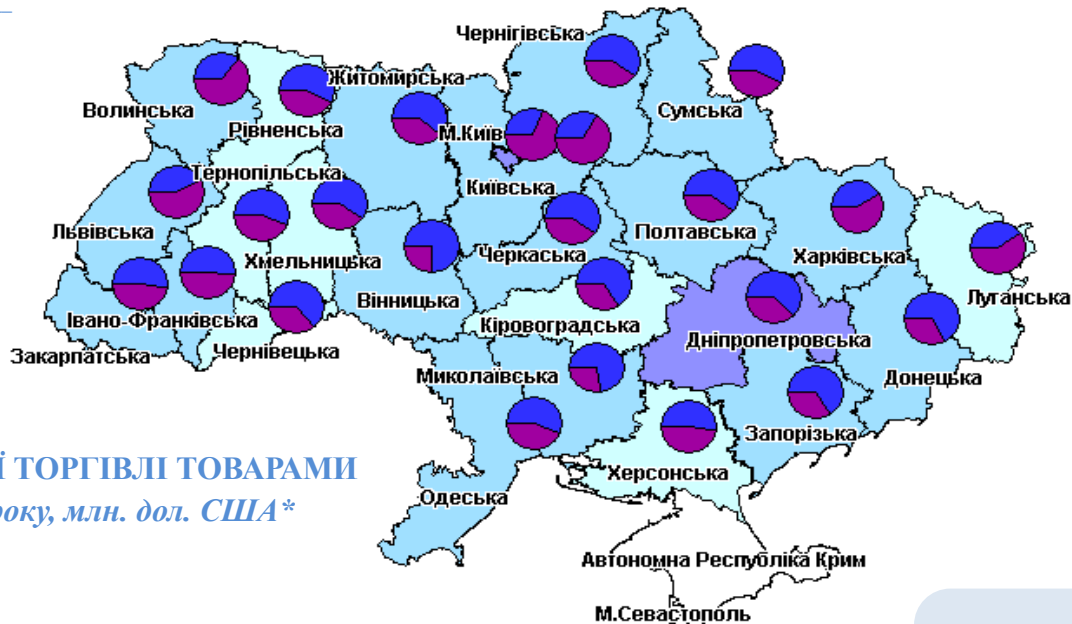 Чернігівська
Житомирська
Сумська
Волинська
Рівненська
М.Київ
Тернопільська
Київська
Львівська
Полтавська
Черкаська
Харківська
Хмельницька
Вінницька
Луганська
Івано-Франківська
Кіровоградська
Дніпропетровська
Закарпатська
Чернівецька
Миколаївська
Донецька
Запорізька
Ї ТОРГІВЛІ ТОВАРАМИ
Херсонська
Одеська
року, млн. дол. США*
Автономна Республіка Крим
М.Севастополь